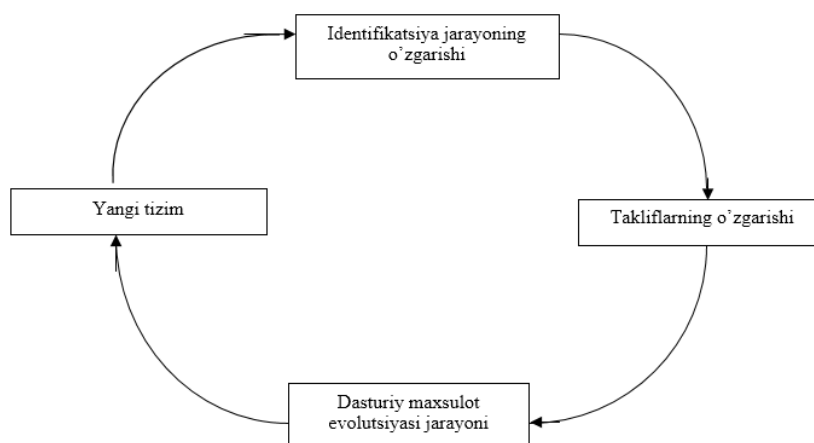 Identifikatsiya jarayoning
o’zgarishi
Yangi tizim
Takliflarning o’zgarishi
Dasturiy maxsulot
evolutsiyasi jarayoni